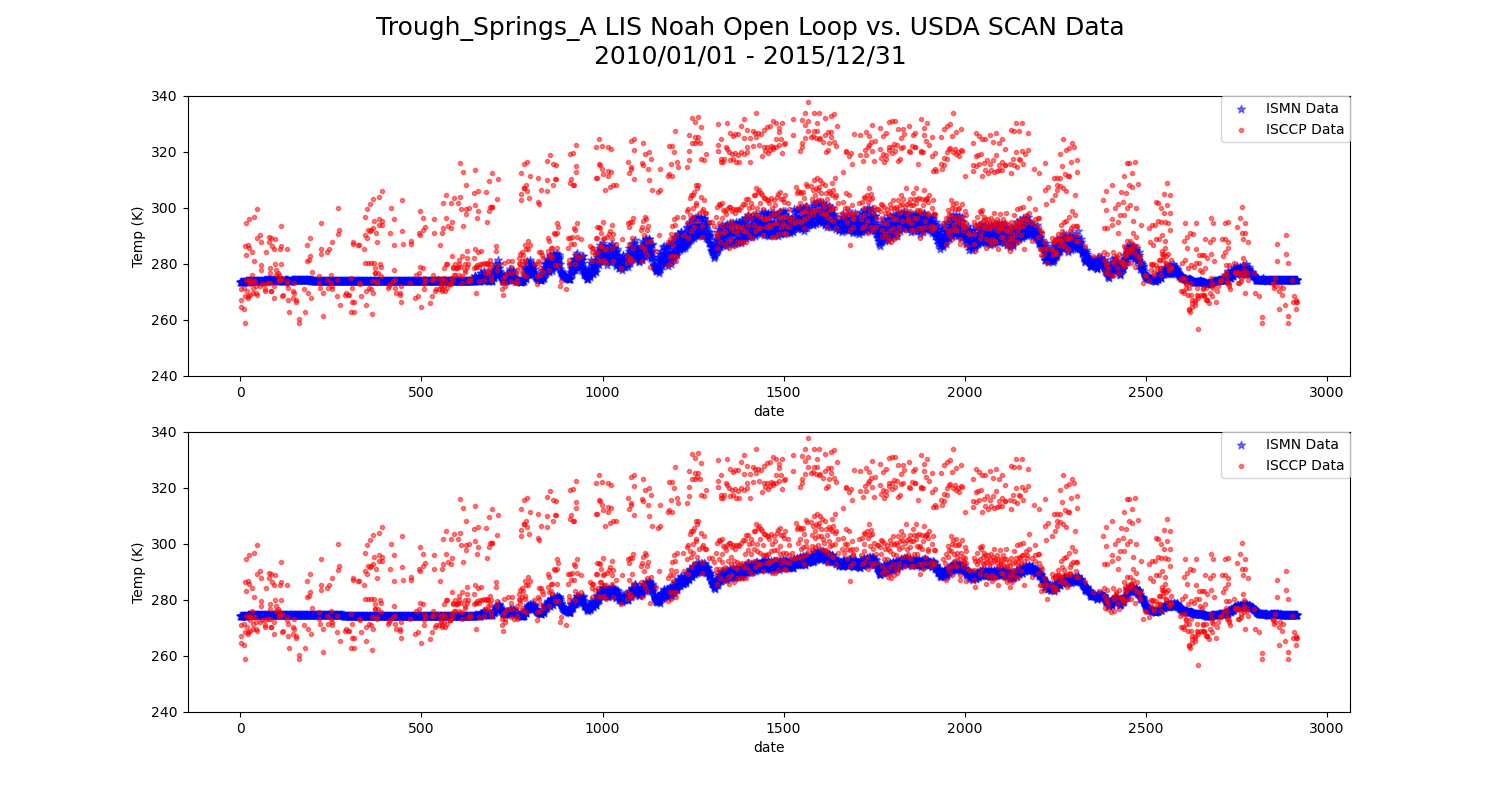 Trough_Springs_A LIS Noah Open Loop vs. USDA SCAN Data
2010/01/01 - 2015/12/31
340
320
300
280
260
240
Temp (K)
ISMN Data
ISCCP Data
0 500 1000 1500 2000 2500 3000
date
340
320
300
280
260
240
Temp (K)
ISMN Data
ISCCP Data
0 500 1000 1500 2000 2500 3000
date